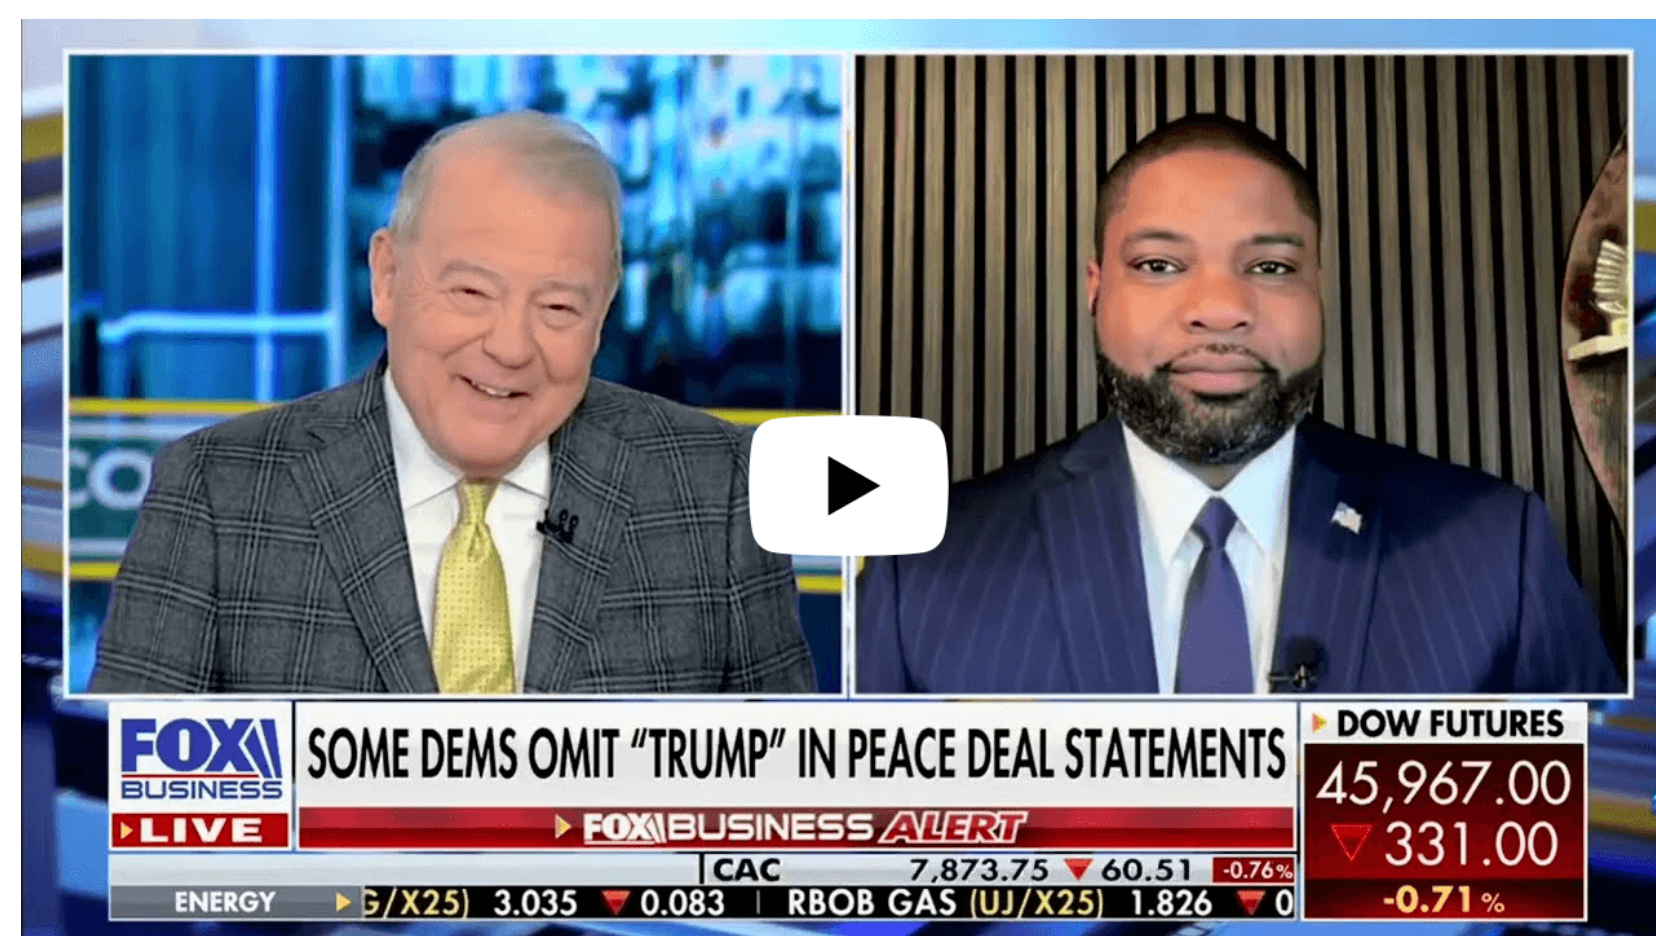 CO
FOX
BUSINESS
LIVE
SOME DEMS OMIT “TRUMP” IN PEACE DEAL STATEMENTS
FOX BUSINESS ALERT
DOW FUTURES
45,967.00
331.00
-0.71 %
CAC 7,873.75 60.51 -0.76%
ENERGY G/X25) 3.035 0.083 RBOB GAS (UJ/X25) 1.826 0